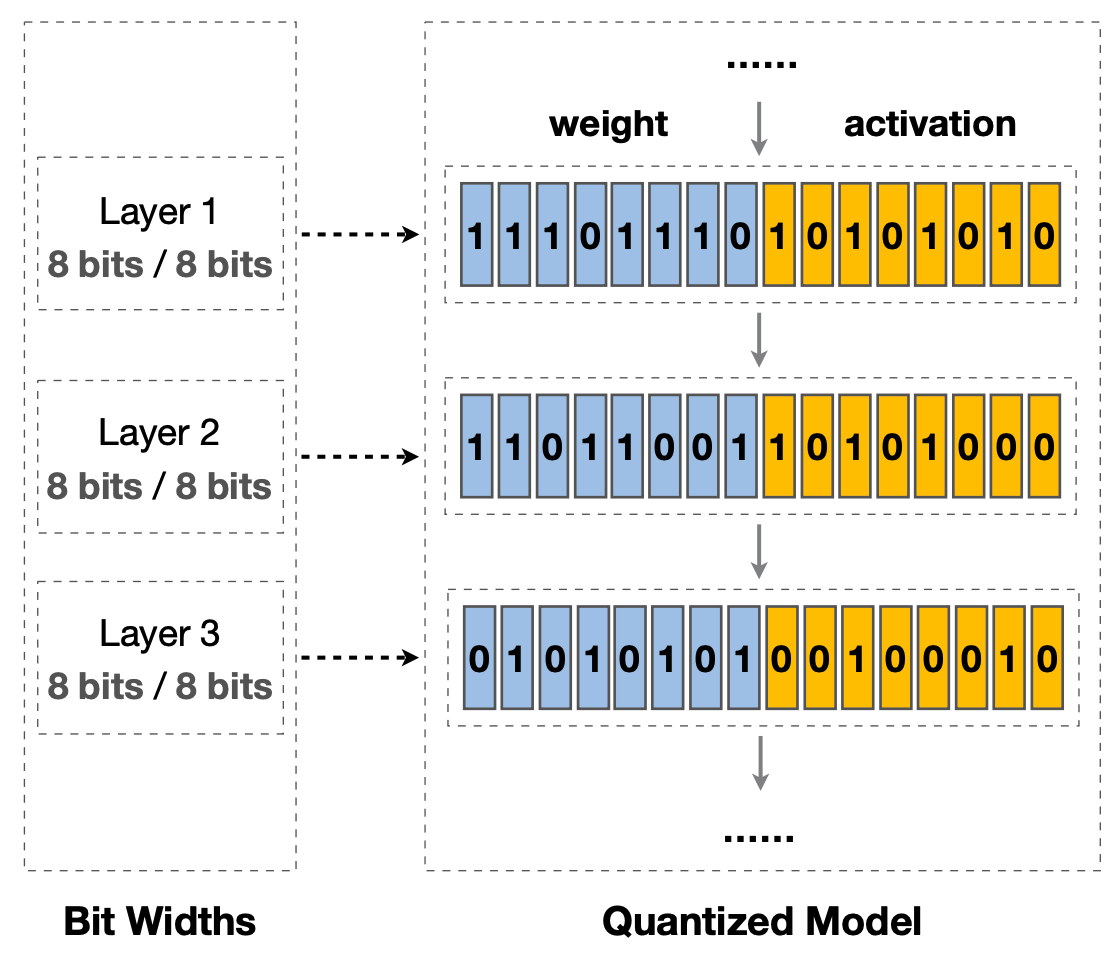 ......
weight activation
Layer 1
8 bits / 8 bits
1 1 1 0 1 1 1 0 1 0 1 0 1 0 1 0
Layer 2
8 bits / 8 bits
1 1 0 1 1 0 0 1 1 0 1 0 1 0 0 0
Layer 3
8 bits / 8 bits
0 1 0 1 0 1 0 1 0 0 1 0 0 0 1 0
......
Bit Widths
Quantized Model